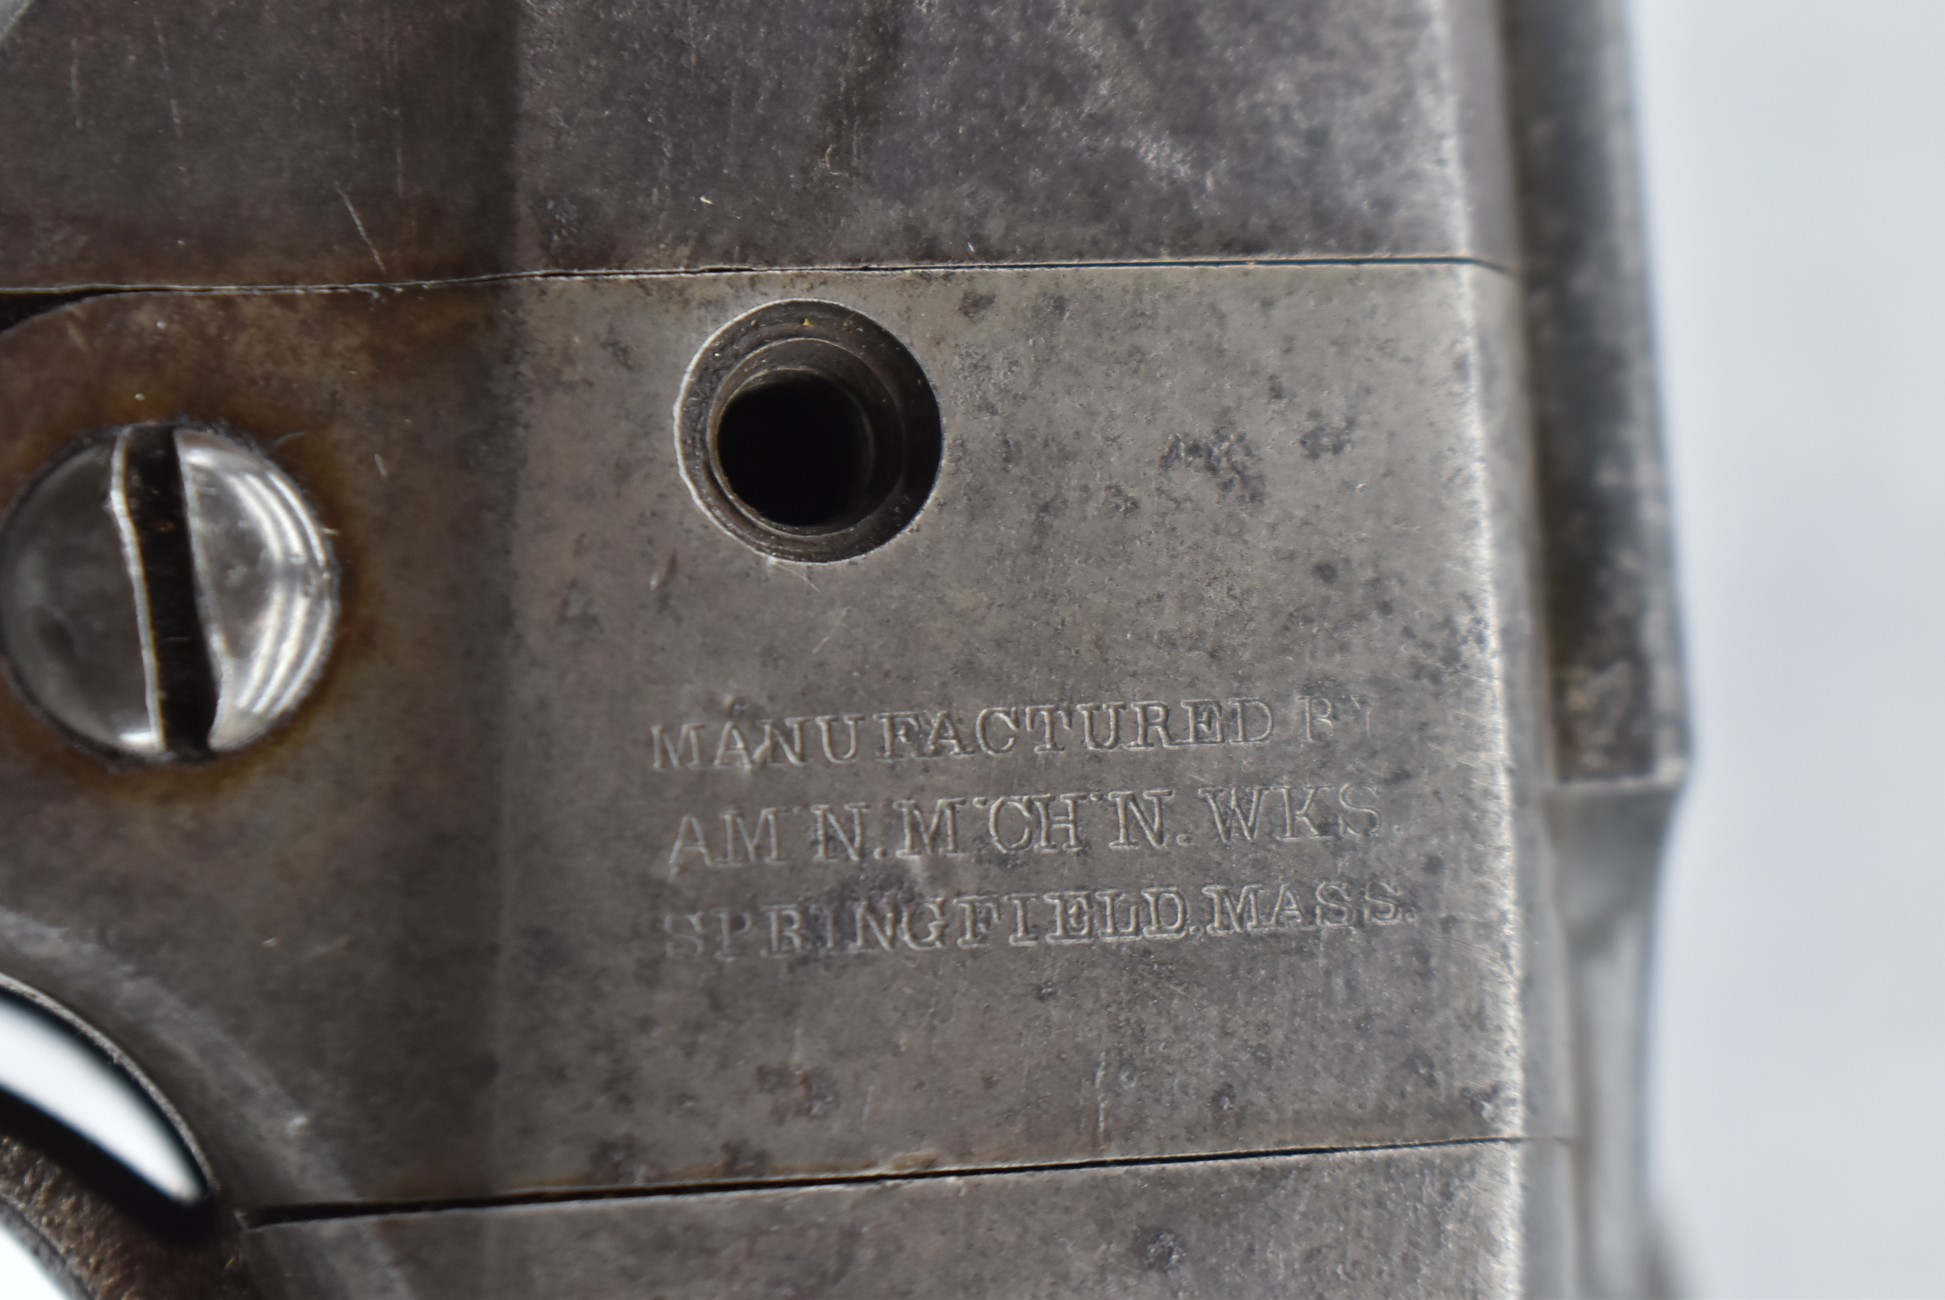 MANUFACTURED BY
AM'N. M'CH'N. WKS.
SPRINGFIELD. MASS.